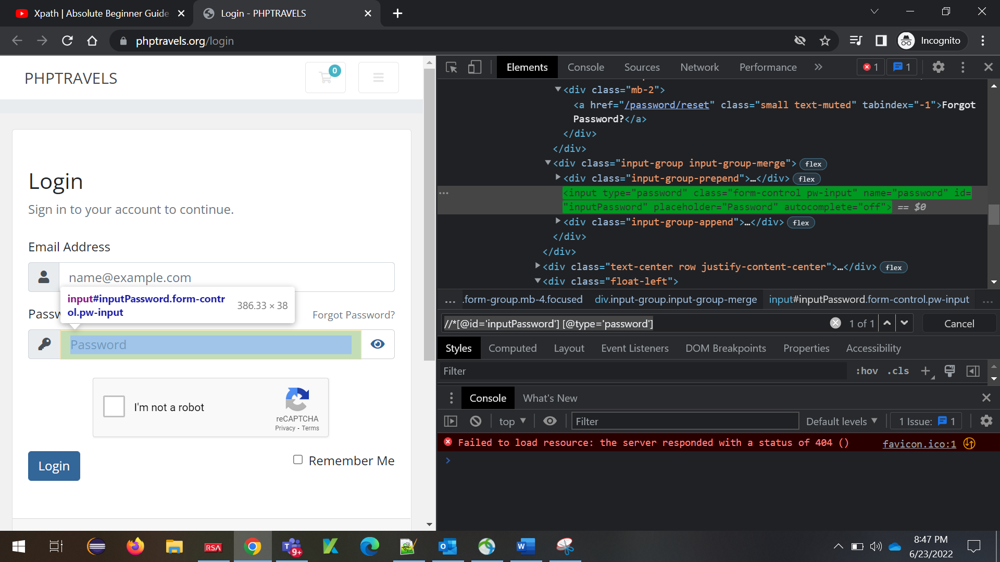 Xpath | Absolute Beginner Guide
Login - PHPTRAVELS
phptravels.org/login
Incognito
PHPTRAVELS
0
Login
Sign in to your account to continue.
Email Address
name@example.com
input#inputPassword.form-contr
ol.pw-input
386.33 × 38
Passw
Forgot Password?
Password
I'm not a robot
reCAPTCHA
Privacy - Terms
Login
Remember Me
Elements Console Sources Network Performance » 1 1
<div class="mb-2">
<a href="/password/reset" class="small text-muted" tabindex="-1">Forgot
Password?</a>
</div>
</div>
<div class="input-group input-group-merge"> flex
<div class="input-group-prepend">…</div> flex
<input type="password" class="form-control pw-input" name="password" id=
"inputPassword" placeholder="Password" autocomplete="off"> == $0
<div class="input-group-append">…</div> flex
</div>
</div>
<div class="text-center row justify-content-center">…</div> flex
<div class="float-left">
... .form-group.mb-4.focused div.input-group.input-group-merge input#inputPassword.form-control.pw-input ...
//*[@id='inputPassword'] [@type='password'] 1 of 1 Cancel
Styles Computed Layout Event Listeners DOM Breakpoints Properties Accessibility
Filter :hov .cls +
Console What's New
top Filter Default levels 1 Issue: 1
Failed to load resource: the server responded with a status of 404 () favicon.ico:1
RSA
T 9+
O
W
8:47 PM
6/23/2022